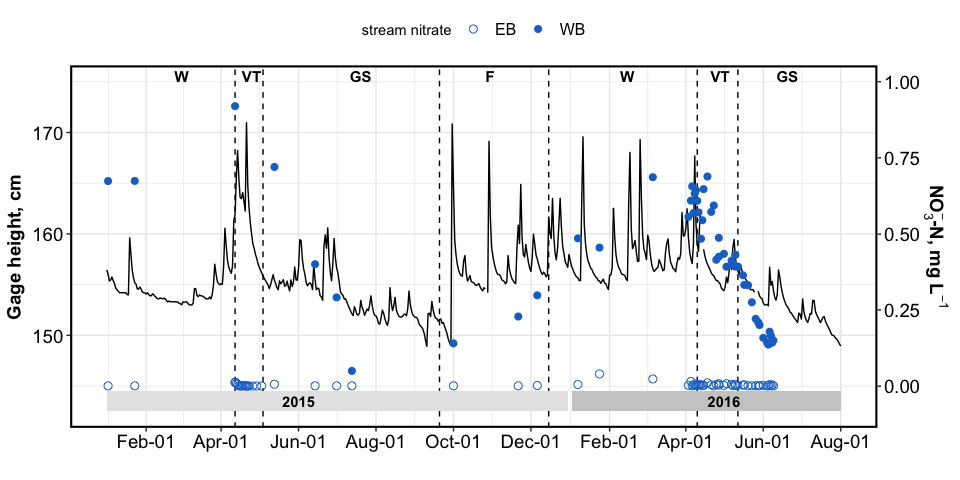 stream nitrate EB WB
W VT GS F W VT GS
170
160
150
Gage height, cm
1.00
0.75
0.50
0.25
0.00
NO₃⁻-N, mg L⁻¹
2015 2016
Feb-01 Apr-01 Jun-01 Aug-01 Oct-01 Dec-01 Feb-01 Apr-01 Jun-01 Aug-01